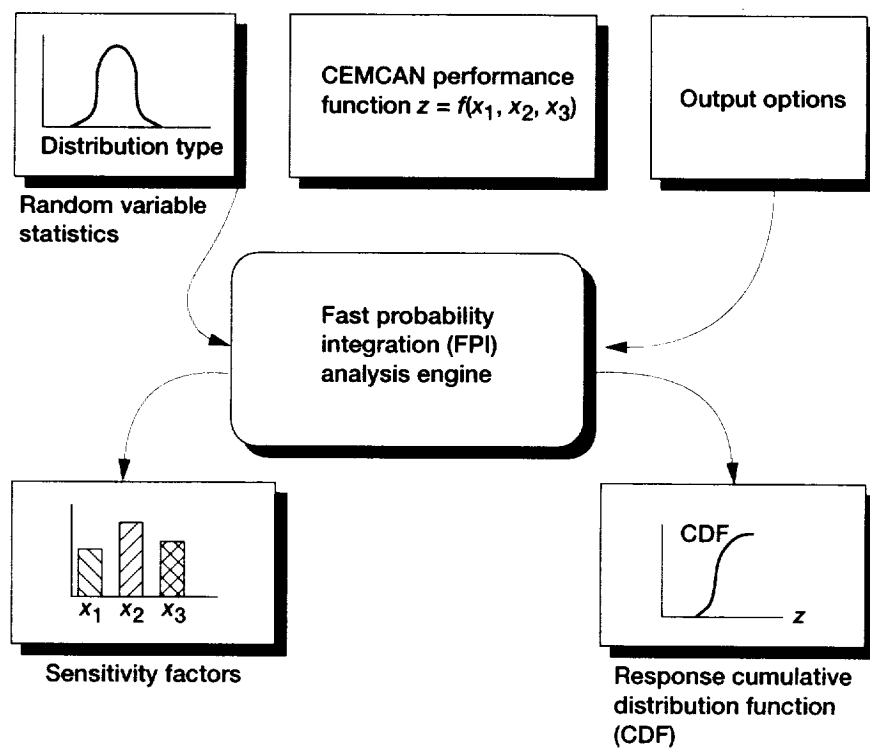 Distribution type
Random variable
statistics
CEMCAN performance
function z = f(x₁, x₂, x₃)
Output options
Fast probability
integration (FPI)
analysis engine
x₁ x₂ x₃
Sensitivity factors
CDF
z
Response cumulative
distribution function
(CDF)